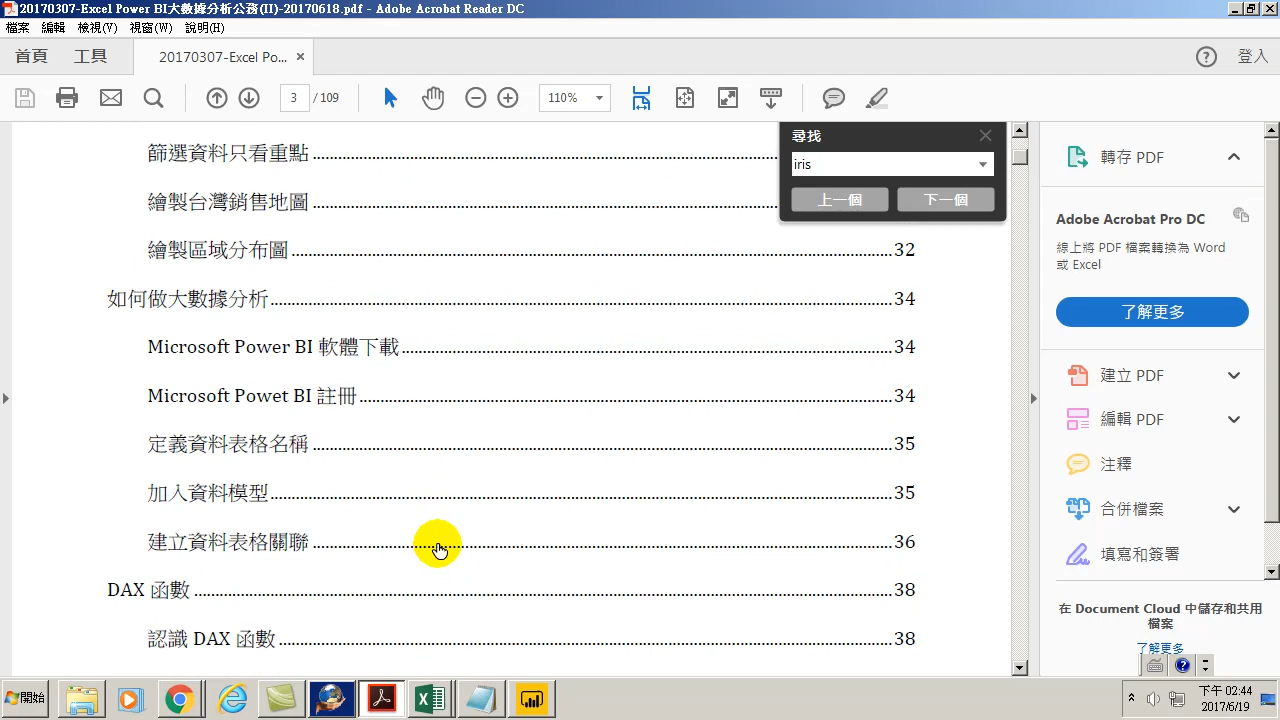 20170307-Excel Power BI大數據分析公務(II)-20170618.pdf - Adobe Acrobat Reader DC
檔案 編輯 檢視(V) 視窗(W) 說明(H)
首頁 工具 20170307-Excel Po... × 登入
3 / 109 110%
尋找
iris
上一個 下一個
篩選資料只看重點
繪製台灣銷售地圖
繪製區域分布圖 32
如何做大數據分析 34
Microsoft Power BI 軟體下載 34
Microsoft Powet BI 註冊 34
定義資料表格名稱 35
加入資料模型 35
建立資料表格關聯 36
DAX 函數 38
認識 DAX 函數 38
轉存 PDF
Adobe Acrobat Pro DC
線上將 PDF 檔案轉換為 Word
或 Excel
了解更多
建立 PDF
編輯 PDF
注釋
合併檔案
填寫和簽署
在 Document Cloud 中儲存和共用
檔案
了解更多
開始
下午 02:44
2017/6/19